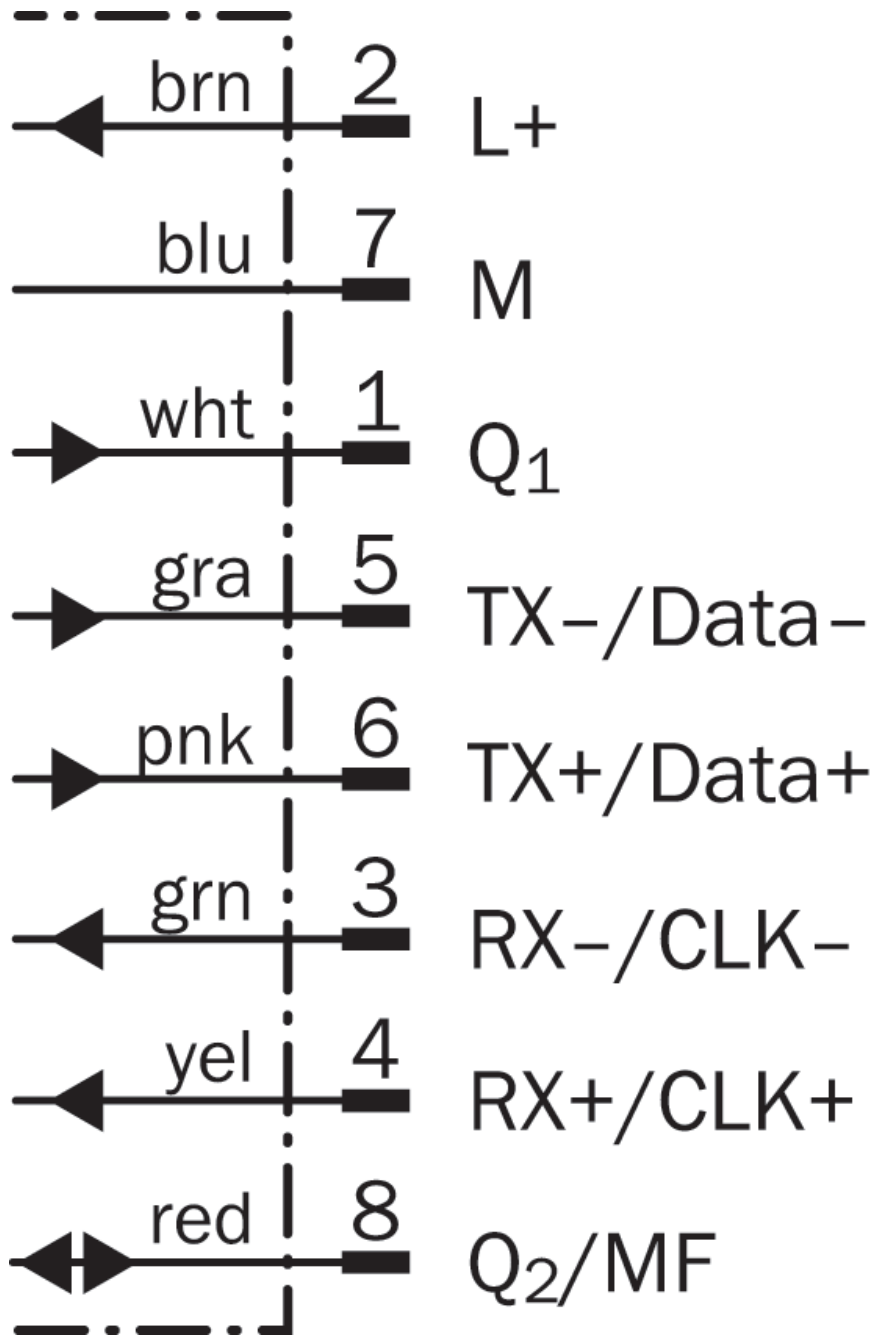 brn 2 L+
blu 7 M
wht 1 Q1
gra 5 TX–/Data–
pnk 6 TX+/Data+
grn 3 RX–/CLK–
yel 4 RX+/CLK+
red 8 Q2/MF